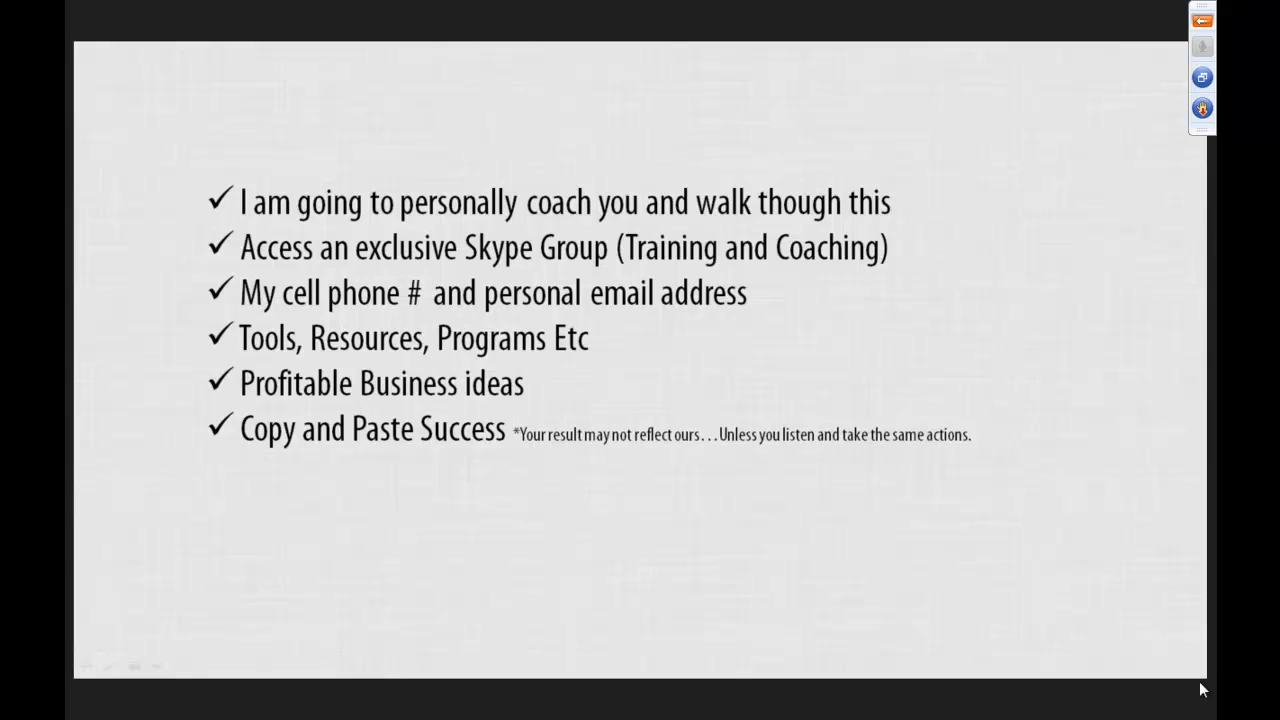 ✓ I am going to personally coach you and walk though this
✓ Access an exclusive Skype Group (Training and Coaching)
✓ My cell phone # and personal email address
✓ Tools, Resources, Programs Etc
✓ Profitable Business ideas
✓ Copy and Paste Success *Your result may not reflect ours...Unless you listen and take the same actions.